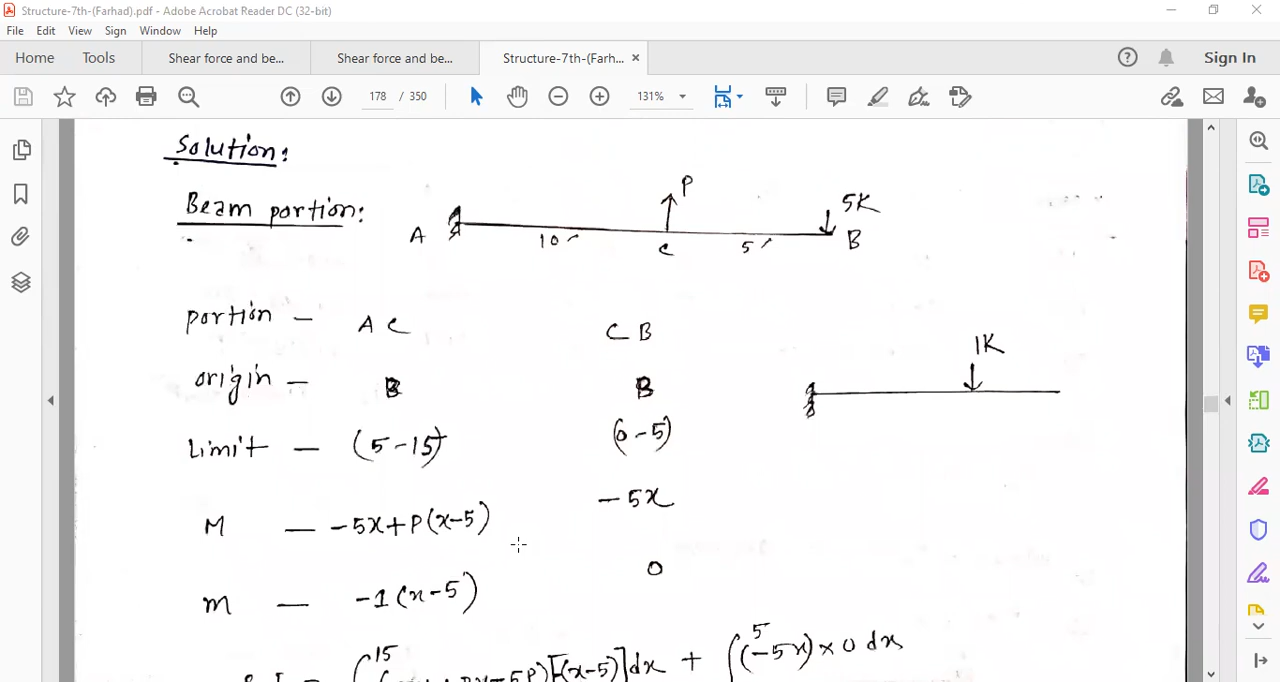 Structure-7th-(Farhad).pdf - Adobe Acrobat Reader DC (32-bit)
File Edit View Sign Window Help
Home Tools Shear force and be... Shear force and be... Structure-7th-(Farh... × Sign In
178 / 350 131%
Solution:
Beam portion:
P
5K
A 10' C 5' B
portion - AC CB
1K
origin - B B
Limit - (5-15) (0-5)
M - -5x+P(x-5) -5x
m - -1(x-5) 0
15 5
[-(x-5)]dx + ∫(-5x) × 0 dx